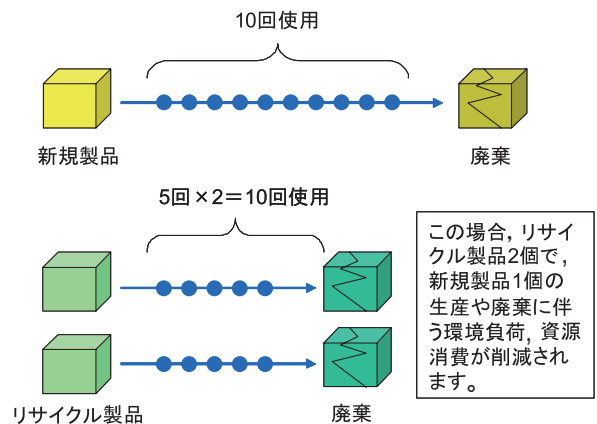 10回使用
新規製品
廃棄
5回×2＝10回使用
この場合，リサイ
クル製品2個で，
新規製品1個の
生産や廃棄に伴
う環境負荷，資源
消費が削減され
ます。
リサイクル製品
廃棄